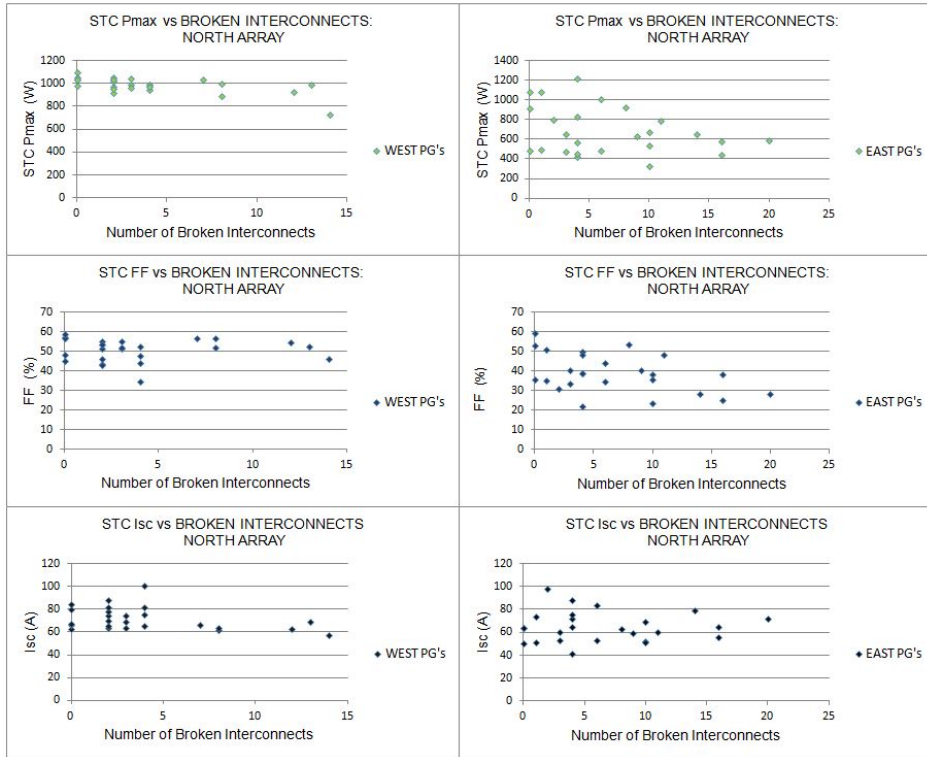 STC Pmax vs BROKEN INTERCONNECTS:
NORTH ARRAY
STC Pmax (W)
1200
1000
800
600
400
200
0
0 5 10 15
Number of Broken Interconnects
WEST PG's
STC Pmax vs BROKEN INTERCONNECTS:
NORTH ARRAY
STC Pmax (W)
1400
1200
1000
800
600
400
200
0
0 5 10 15 20 25
Number of Broken Interconnects
EAST PG's
STC FF vs BROKEN INTERCONNECTS:
NORTH ARRAY
FF (%)
70
60
50
40
30
20
10
0
0 5 10 15
Number of Broken Interconnects
WEST PG's
STC FF vs BROKEN INTERCONNECTS:
NORTH ARRAY
FF (%)
70
60
50
40
30
20
10
0
0 5 10 15 20 25
Number of Broken Interconnects
EAST PG's
STC Isc vs BROKEN INTERCONNECTS
NORTH ARRAY
Isc (A)
120
100
80
60
40
20
0
0 5 10 15
Number of Broken Interconnects
WEST PG's
STC Isc vs BROKEN INTERCONNECTS
NORTH ARRAY
Isc (A)
120
100
80
60
40
20
0
0 5 10 15 20 25
Number of Broken Interconnects
EAST PG's